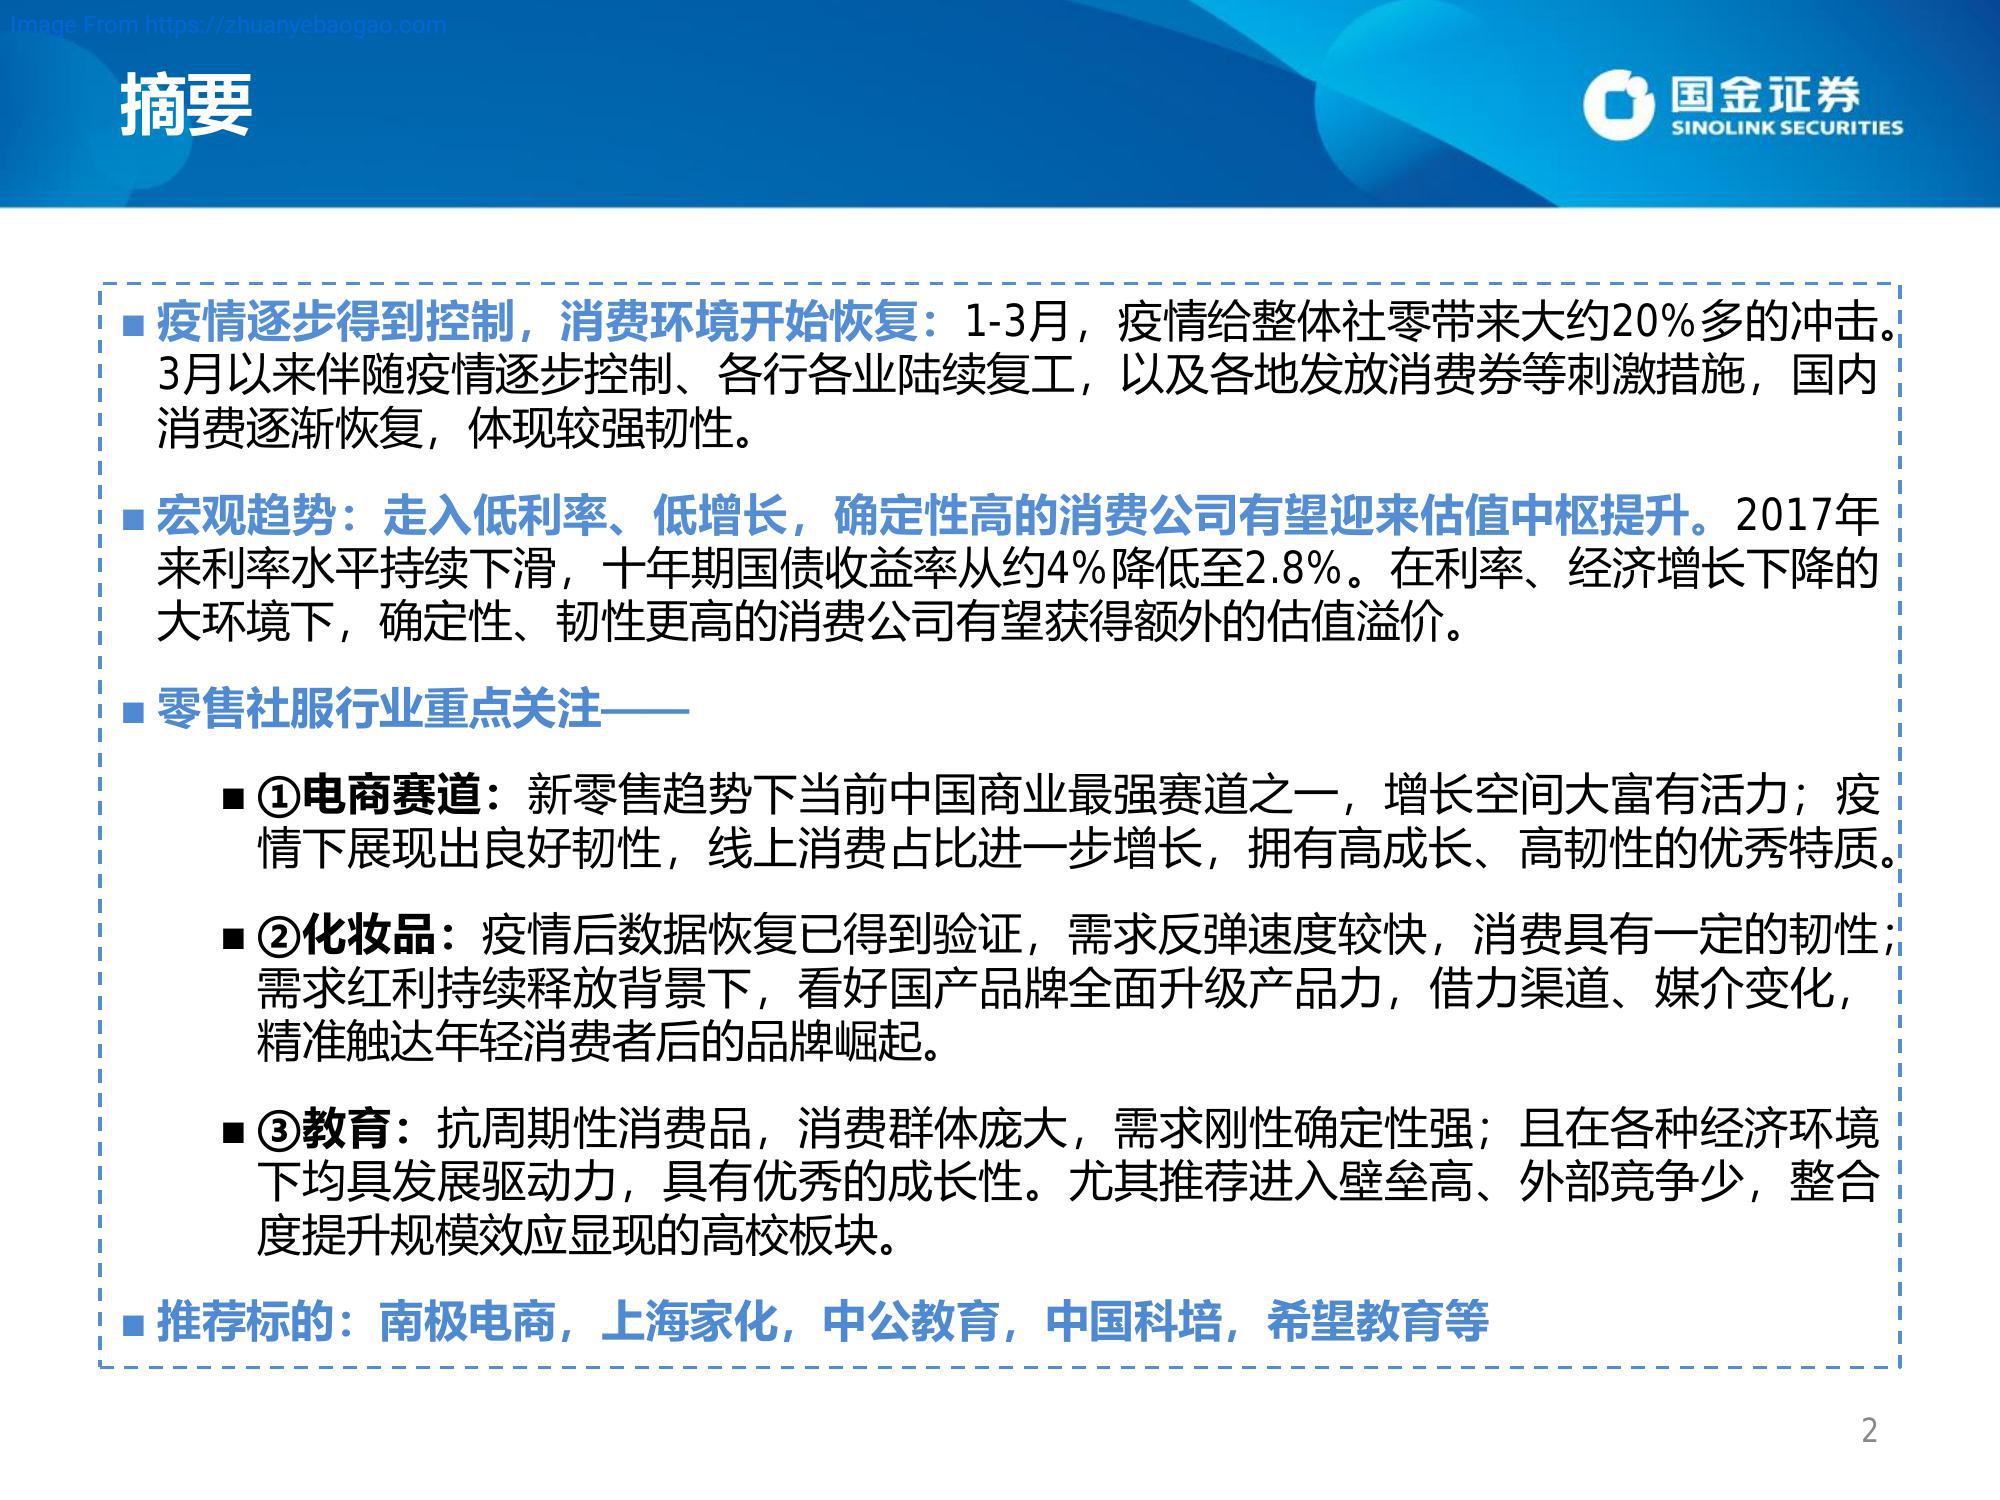 Image From https://zhuanyebaogao.com
摘要
国金证券
SINOLINK SECURITIES
■ 疫情逐步得到控制，消费环境开始恢复：1-3月，疫情给整体社零带来大约20%多的冲击。
3月以来伴随疫情逐步控制、各行各业陆续复工，以及各地发放消费券等刺激措施，国内
消费逐渐恢复，体现较强韧性。
■ 宏观趋势：走入低利率、低增长，确定性高的消费公司有望迎来估值中枢提升。2017年
来利率水平持续下滑，十年期国债收益率从约4%降低至2.8%。在利率、经济增长下降的
大环境下，确定性、韧性更高的消费公司有望获得额外的估值溢价。
■ 零售社服行业重点关注——
■ ①电商赛道：新零售趋势下当前中国商业最强赛道之一，增长空间大富有活力；疫
情下展现出良好韧性，线上消费占比进一步增长，拥有高成长、高韧性的优秀特质。
■ ②化妆品：疫情后数据恢复已得到验证，需求反弹速度较快，消费具有一定的韧性；
需求红利持续释放背景下，看好国产品牌全面升级产品力，借力渠道、媒介变化，
精准触达年轻消费者后的品牌崛起。
■ ③教育：抗周期性消费品，消费群体庞大，需求刚性确定性强；且在各种经济环境
下均具发展驱动力，具有优秀的成长性。尤其推荐进入壁垒高、外部竞争少，整合
度提升规模效应显现的高校板块。
■ 推荐标的：南极电商，上海家化，中公教育，中国科培，希望教育等
2